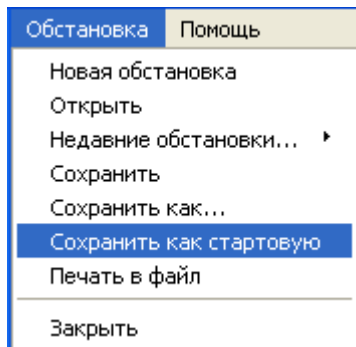 Обстановка Помощь
Новая обстановка
Открыть
Недавние обстановки...
Сохранить
Сохранить как...
Сохранить как стартовую
Печать в файл
Закрыть